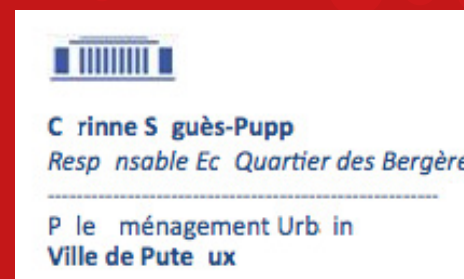 C rinne S guès-Pupp
Resp nsable Ec Quartier des Bergère
P le ménagement Urb in
Ville de Pute ux